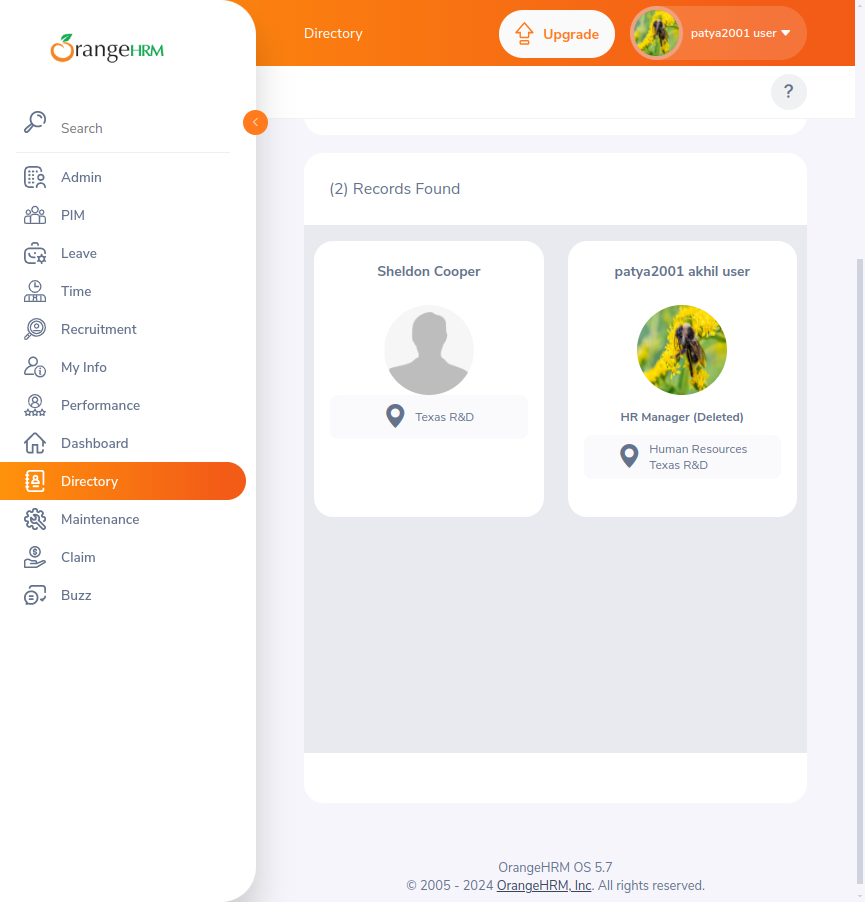 OrangeHRM
Directory
Upgrade
patya2001 user
?
Search
Admin
PIM
Leave
Time
Recruitment
My Info
Performance
Dashboard
Directory
Maintenance
Claim
Buzz
(2) Records Found
Sheldon Cooper
Texas R&D
patya2001 akhil user
HR Manager (Deleted)
Human Resources
Texas R&D
OrangeHRM OS 5.7
© 2005 - 2024 OrangeHRM, Inc. All rights reserved.